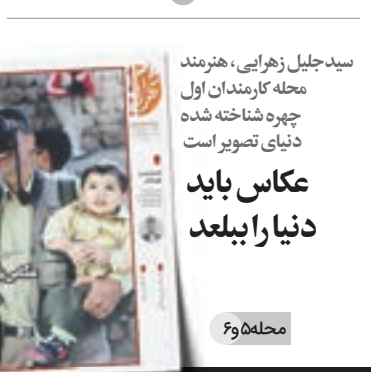 سیدجلیل زهرایی، هنرمند
محله کارمندان اول
چهره شناخته شده
دنیای تصویر است
عکاس باید
دنیا را ببلعد
محله۵و۶